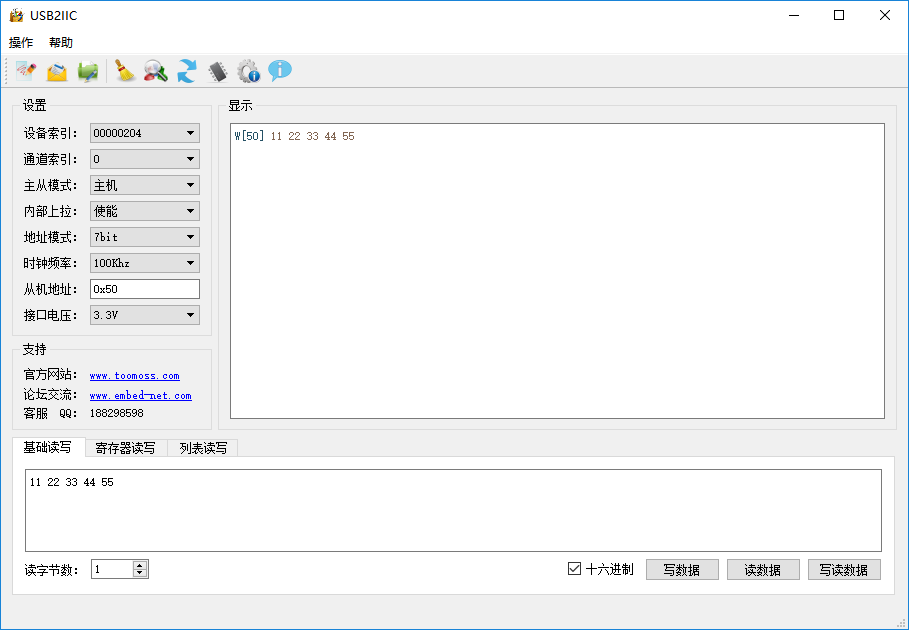 USB2IIC
操作 帮助
设置
设备索引: 00000204
通道索引: 0
主从模式: 主机
内部上拉: 使能
地址模式: 7bit
时钟频率: 100Khz
从机地址: 0x50
接口电压: 3.3V
支持
官方网站: www.toomoss.com
论坛交流: www.embed-net.com
客服 QQ: 188298598
显示
W[50] 11 22 33 44 55
基础读写 寄存器读写 列表读写
11 22 33 44 55
读字节数: 1 十六进制 写数据 读数据 写读数据